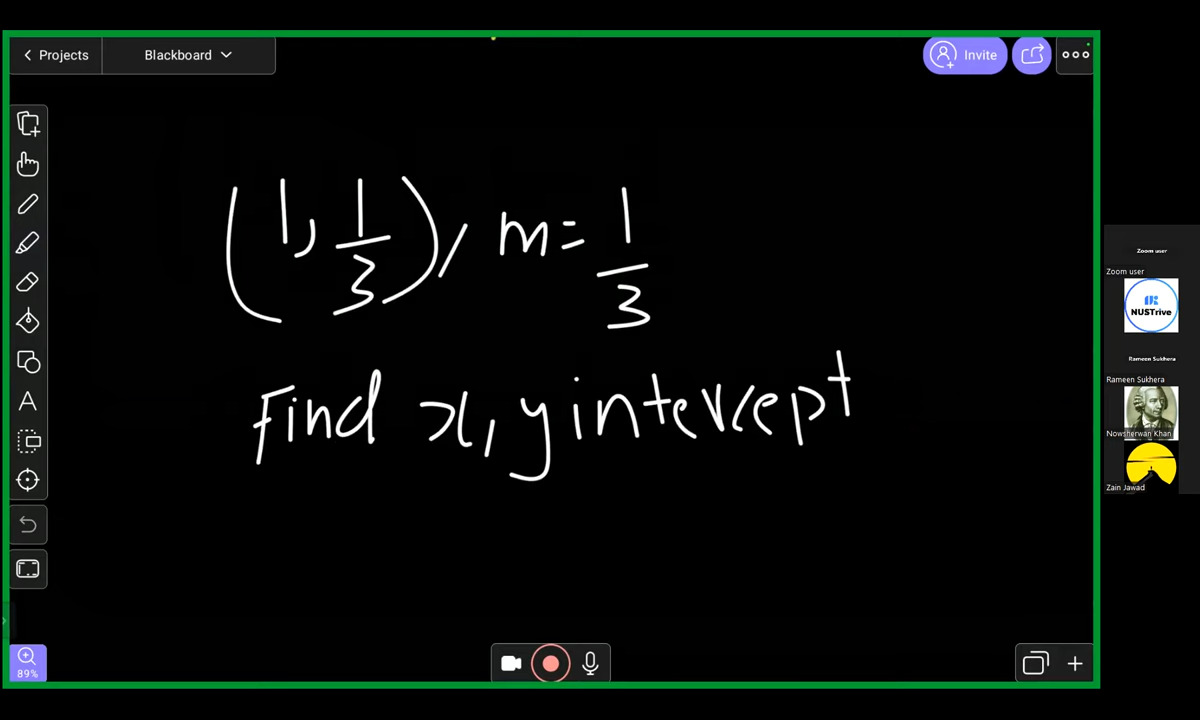 Projects
Blackboard
Invite
(1, 1/3), m = 1/3
Find x, y intercept
89%
Zoom user
Zoom user
NUSTrive
Rameen Sukhera
Rameen Sukhera
Nowsherwan Khan
Zain Jawad